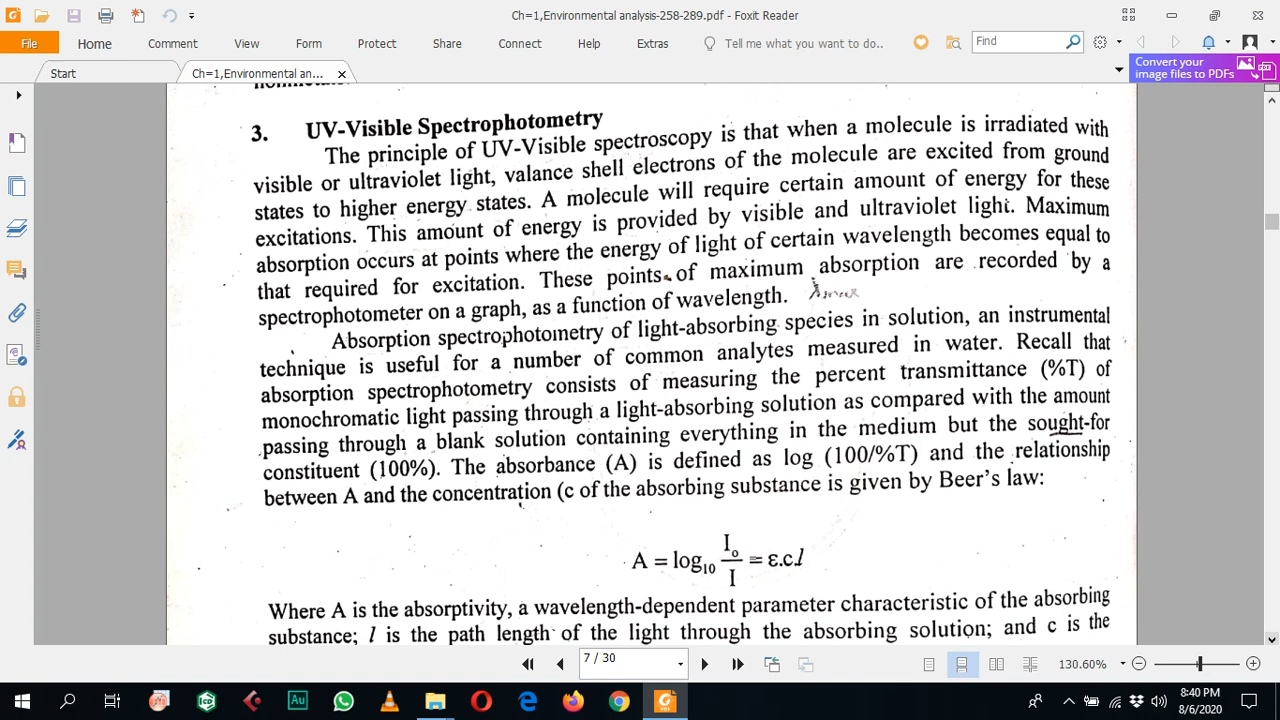 Ch=1,Environmental analysis-258-289.pdf - Foxit Reader
File Home Comment View Form Protect Share Connect Help Extras Tell me what you want to do.. Find
Start Ch=1,Environmental an... Convert your
image files to PDFs
3. UV-Visible Spectrophotometry
The principle of UV-Visible spectroscopy is that when a molecule is irradiated with
visible or ultraviolet light, valance shell electrons of the molecule are excited from ground
states to higher energy states. A molecule will require certain amount of energy for these
excitations. This amount of energy is provided by visible and ultraviolet light. Maximum
absorption occurs at points where the energy of light of certain wavelength becomes equal to
that required for excitation. These points of maximum absorption are recorded by a
spectrophotometer on a graph, as a function of wavelength. λmax
Absorption spectrophotometry of light-absorbing species in solution, an instrumental
technique is useful for a number of common analytes measured in water. Recall that
absorption spectrophotometry consists of measuring the percent transmittance (%T) of
monochromatic light passing through a light-absorbing solution as compared with the amount
passing through a blank solution containing everything in the medium but the sought-for
constituent (100%). The absorbance (A) is defined as log (100/%T) and the relationship
between A and the concentration (c of the absorbing substance is given by Beer's law:
A = log₁₀ I₀/I = ε.c.l
Where A is the absorptivity, a wavelength-dependent parameter characteristic of the absorbing
substance; l is the path length of the light through the absorbing solution; and c is the
7 / 30 130.60%
8:40 PM
8/6/2020